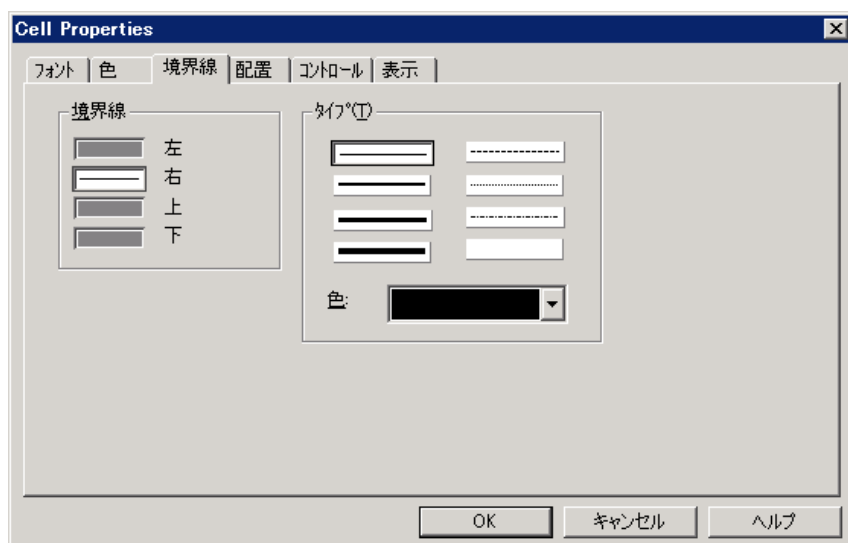 Cell Properties
フォント 色 境界線 配置 コントロール 表示
境界線
左
右
上
下
タイプ(T)
色:
OK キャンセル ヘルプ